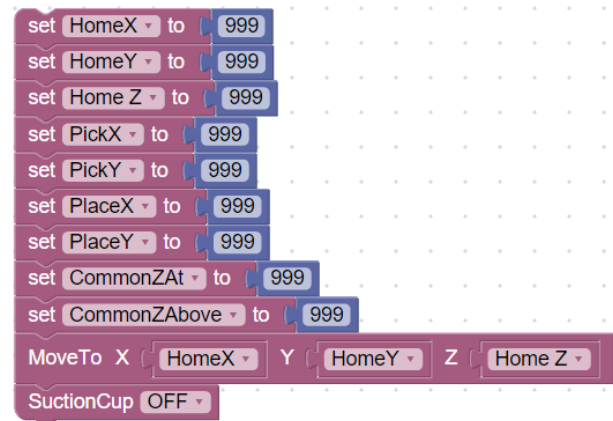 set HomeX to 999
set HomeY to 999
set Home Z to 999
set PickX to 999
set PickY to 999
set PlaceX to 999
set PlaceY to 999
set CommonZAt to 999
set CommonZAbove to 999
MoveTo X HomeX Y HomeY Z Home Z
SuctionCup OFF